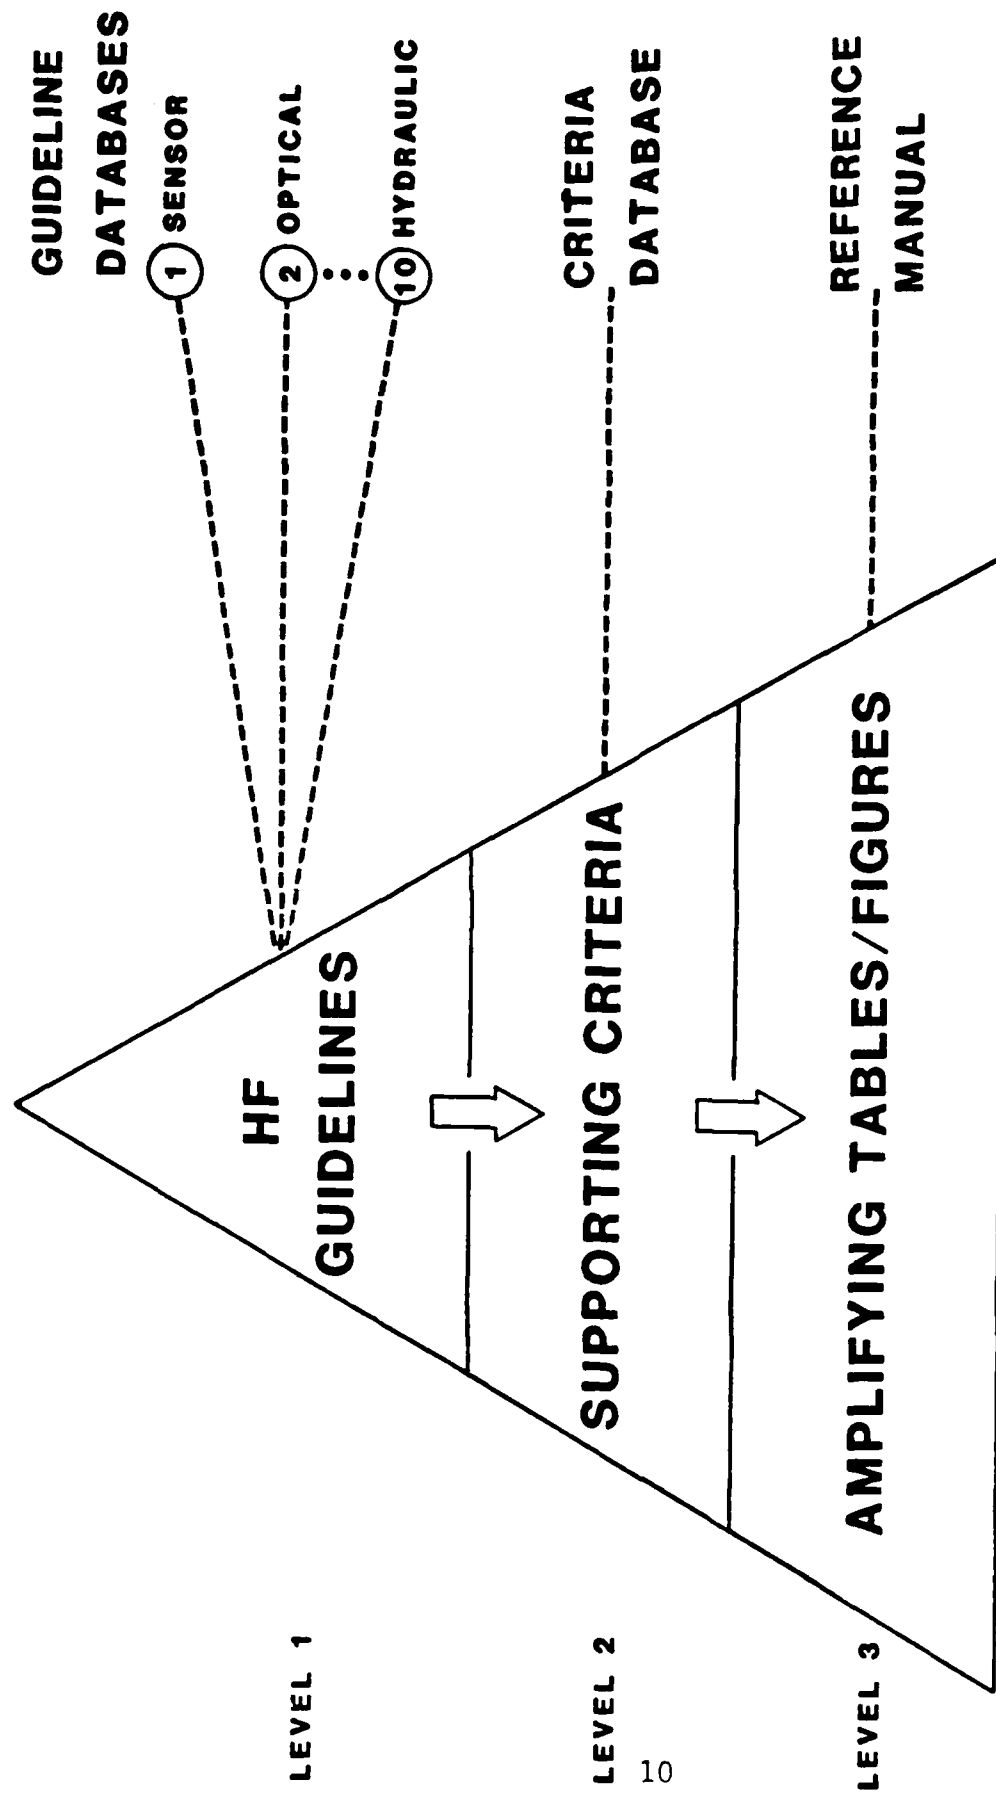 GUIDELINE
DATABASES
1 SENSOR
2 OPTICAL
10 HYDRAULIC
LEVEL 1
HF
GUIDELINES
LEVEL 2
SUPPORTING CRITERIA
CRITERIA
DATABASE
LEVEL 3
AMPLIFYING TABLES/FIGURES
REFERENCE
MANUAL
10